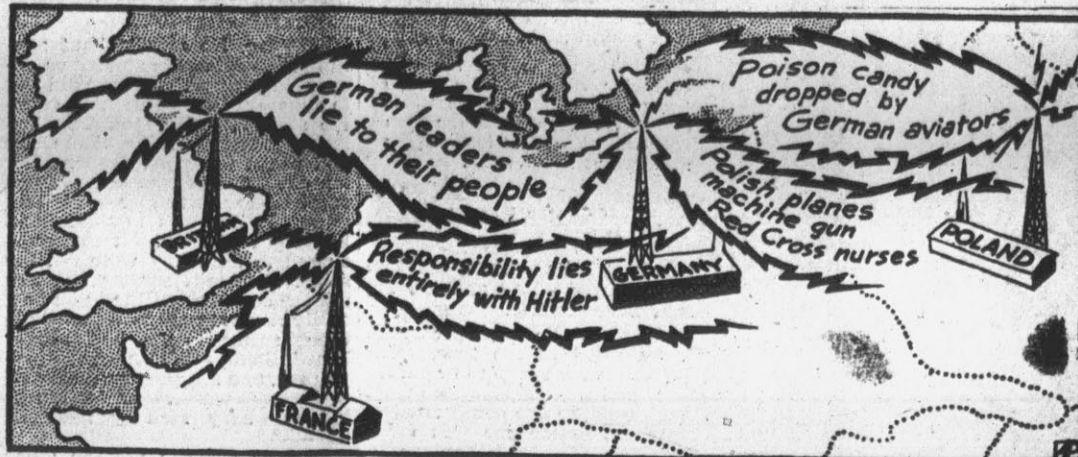 German leaders
lie to their people
Poison candy
dropped by
German aviators
Polish planes
machine gun
Red Cross nurses
Responsibility lies
entirely with Hitler
GERMANY
POLAND
FRANCE